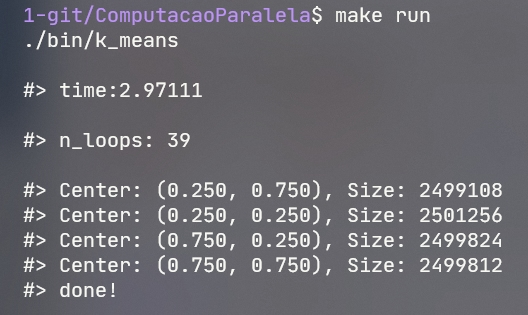 1-git/ComputacaoParalela$ make run
./bin/k_means
#> time:2.97111
#> n_loops: 39
#> Center: (0.250, 0.750), Size: 2499108
#> Center: (0.250, 0.250), Size: 2501256
#> Center: (0.750, 0.250), Size: 2499824
#> Center: (0.750, 0.750), Size: 2499812
#> done!